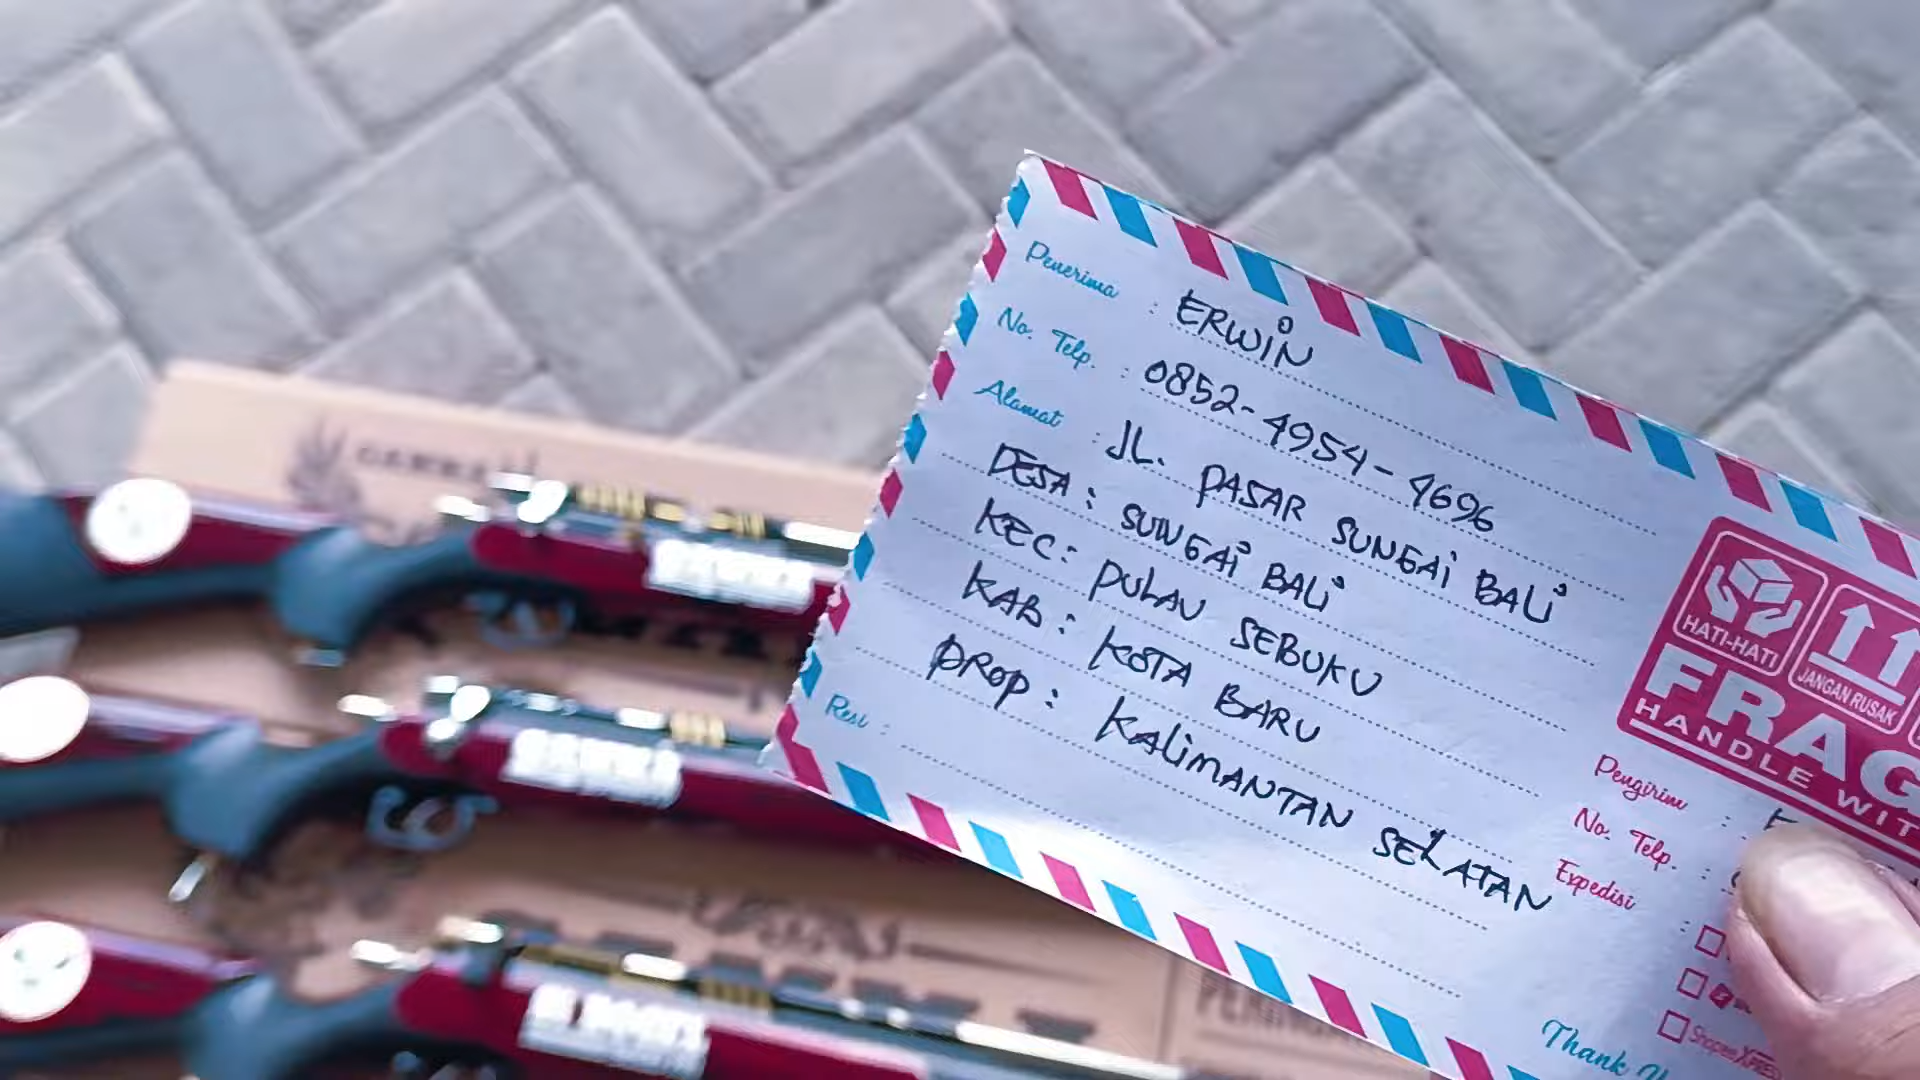 Penerima : ERWIN
No. Telp. : 0852-4954-4696
Alamat : JL. PASAR SUNGAI BALI
DESA : SUNGAI BALI
KEC : PULAU SEBUKU
KAB : KOTA BARU
PROP : KALIMANTAN SELATAN
Resi :
HATI-HATI
JANGAN RUSAK
FRAG
HANDLE WIT
Pengirim :
No. Telp. :
Expedisi :
Thank